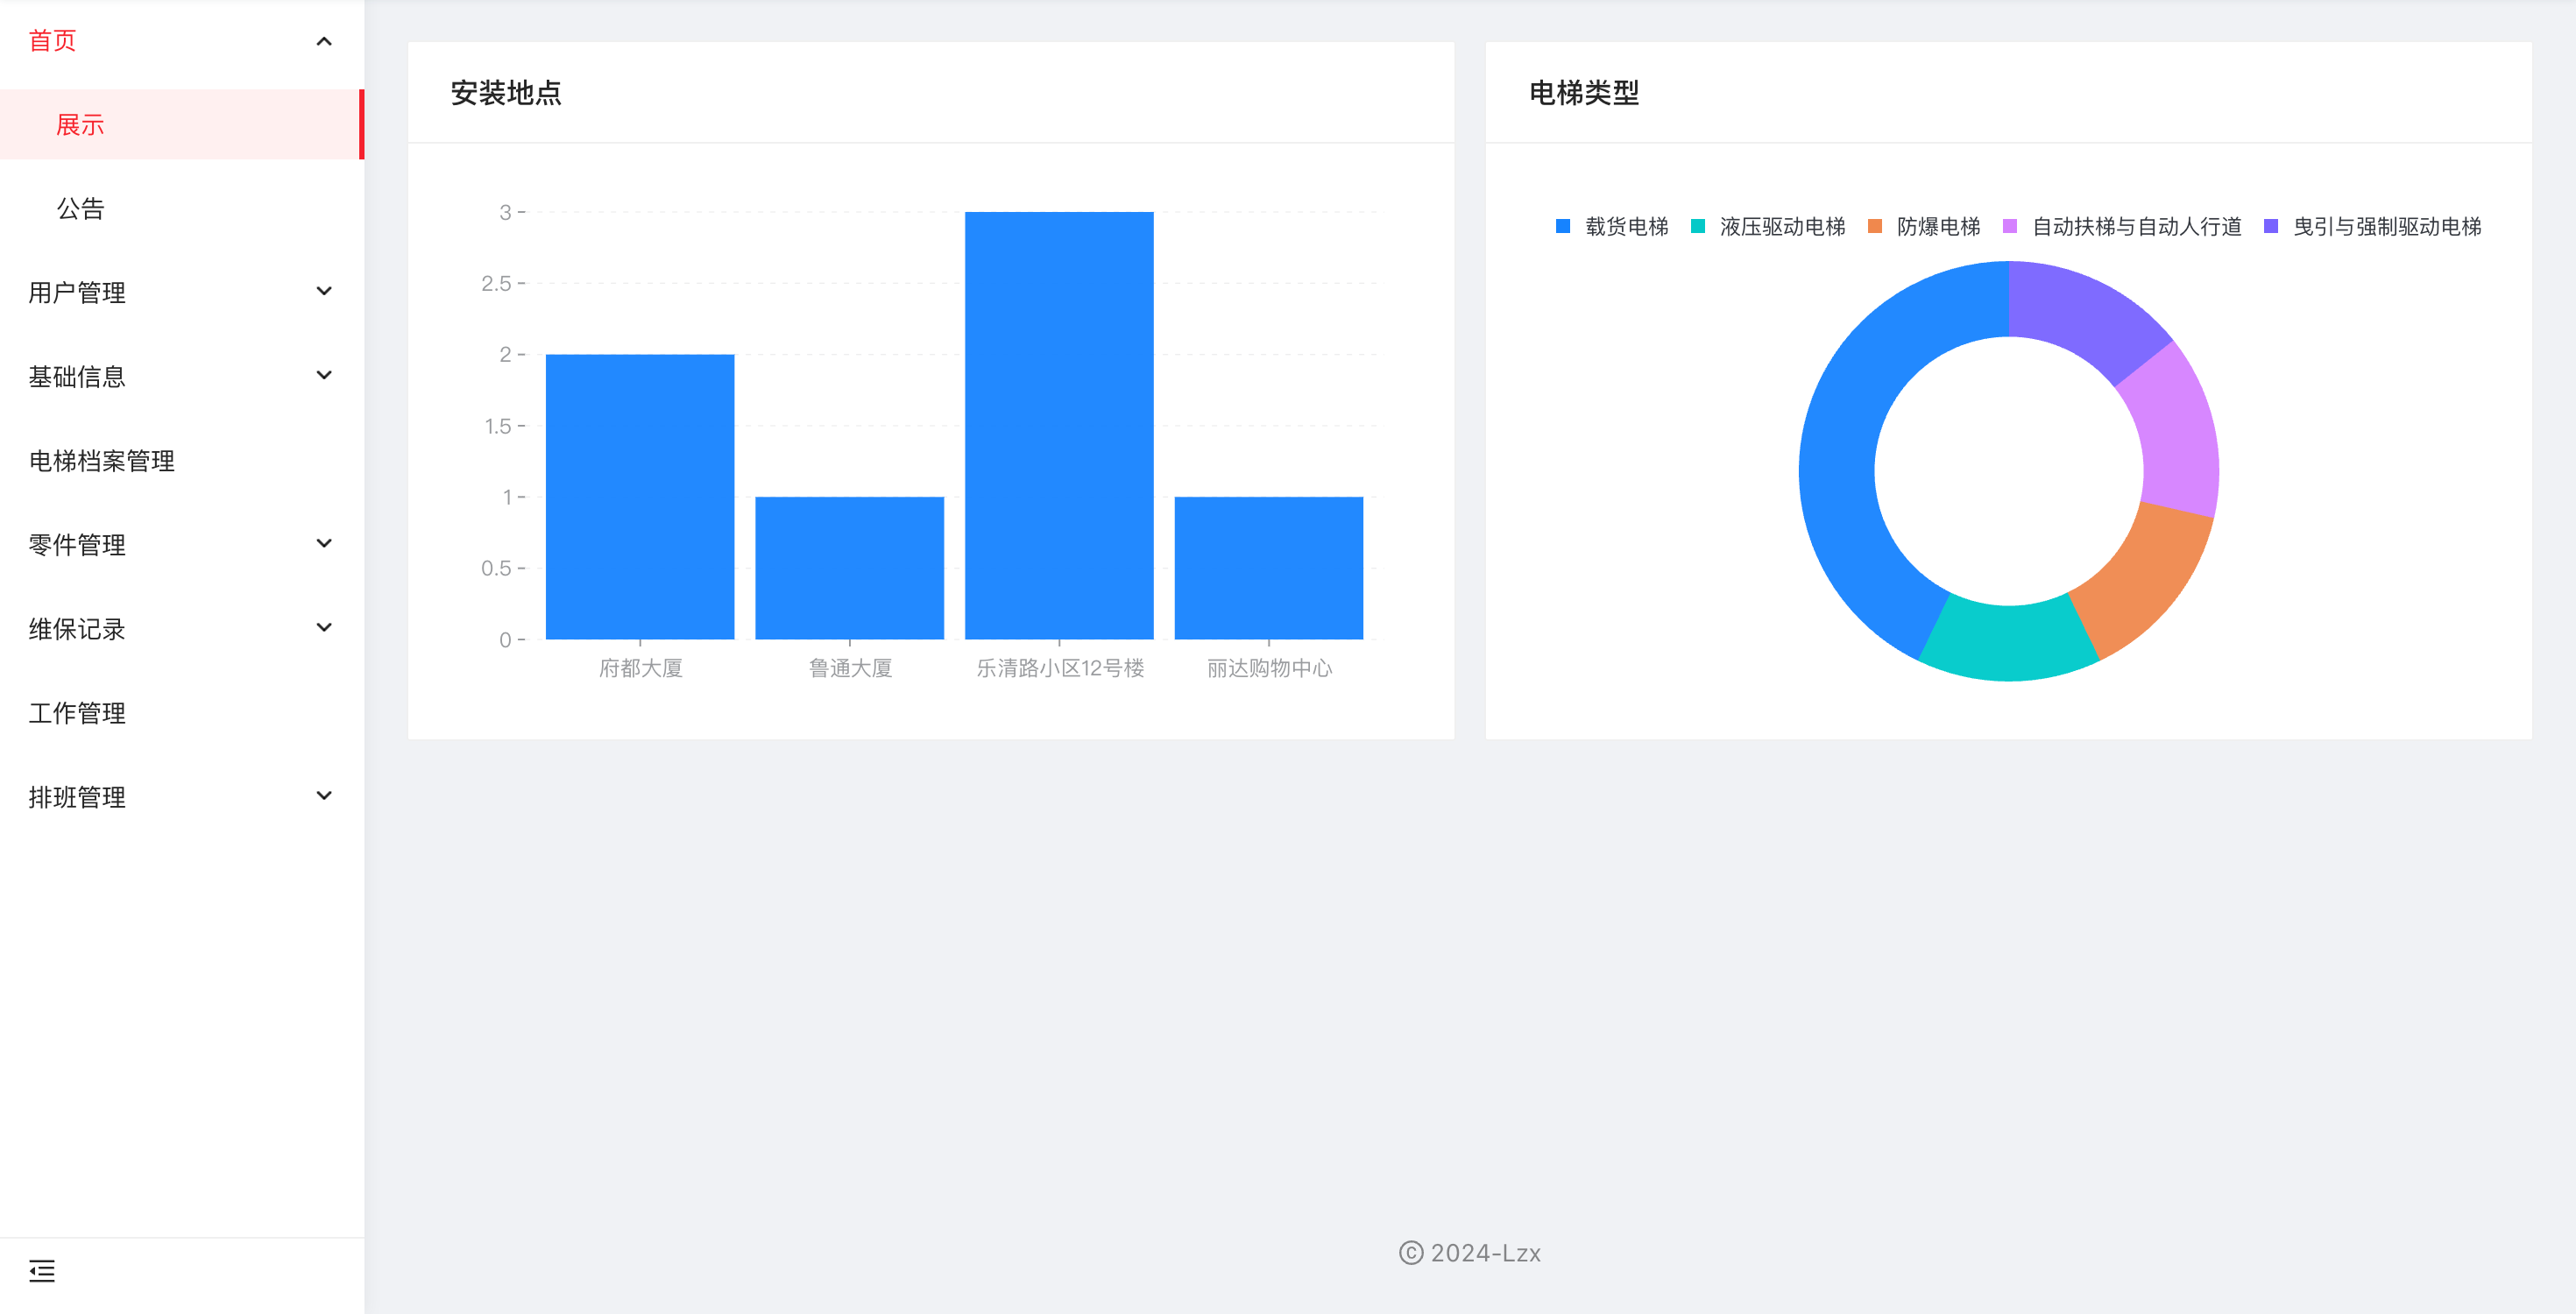 首页
展示
公告
用户管理
基础信息
电梯档案管理
零件管理
维保记录
工作管理
排班管理
安装地点
3
2.5
2
1.5
1
0.5
0
府都大厦 鲁通大厦 乐清路小区12号楼 丽达购物中心
电梯类型
载货电梯 液压驱动电梯 防爆电梯 自动扶梯与自动人行道 曳引与强制驱动电梯
© 2024-Lzx